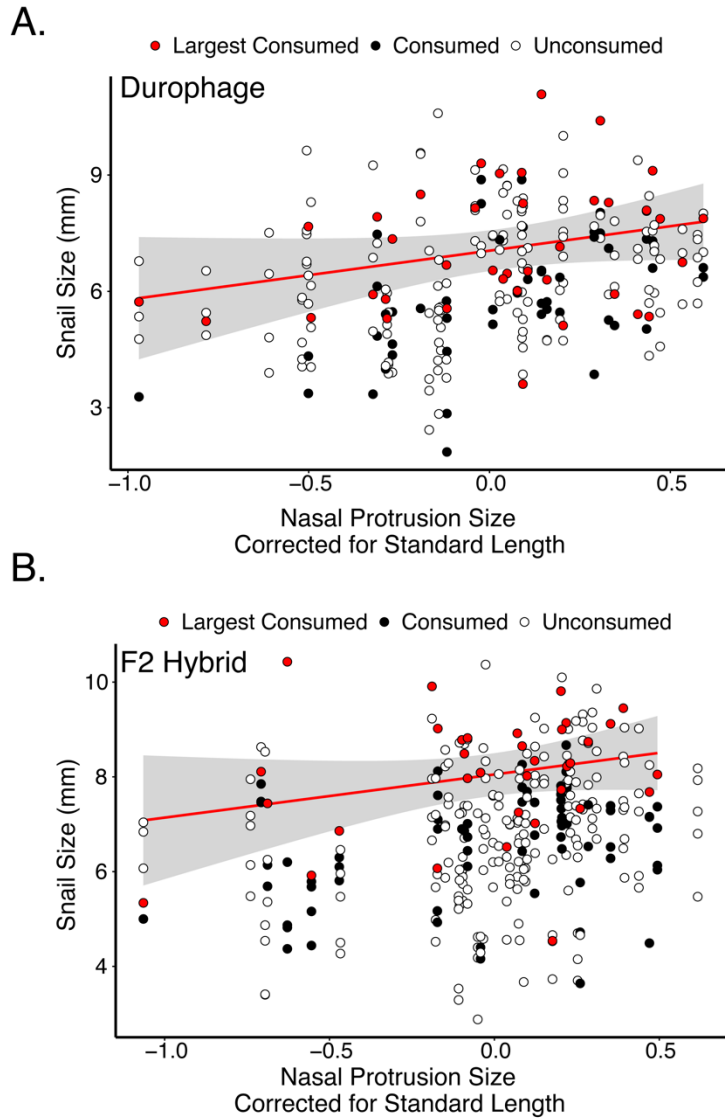 A.
Largest Consumed Consumed Unconsumed
Durophage
9
6
3
Snail Size (mm)
−1.0 −0.5 0.0 0.5
Nasal Protrusion Size
Corrected for Standard Length
B.
Largest Consumed Consumed Unconsumed
F2 Hybrid
10
8
6
4
Snail Size (mm)
−1.0 −0.5 0.0 0.5
Nasal Protrusion Size
Corrected for Standard Length